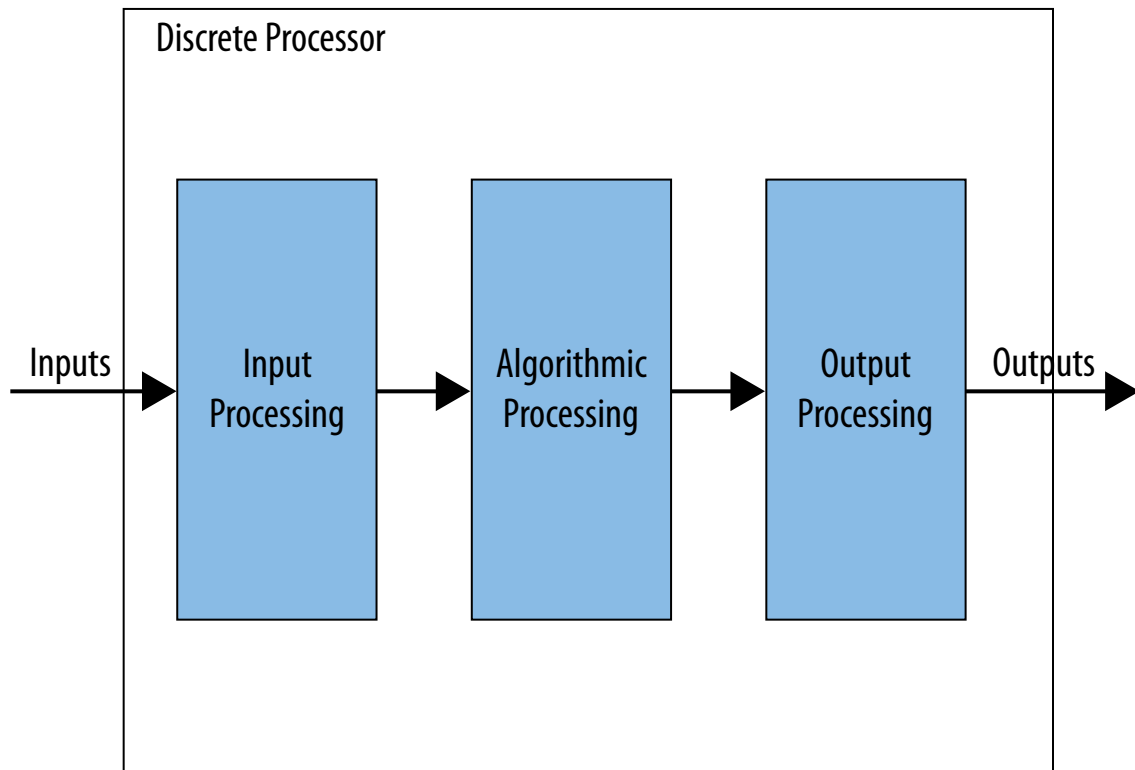 Discrete Processor
Inputs
Input
Processing
Algorithmic
Processing
Output
Processing
Outputs